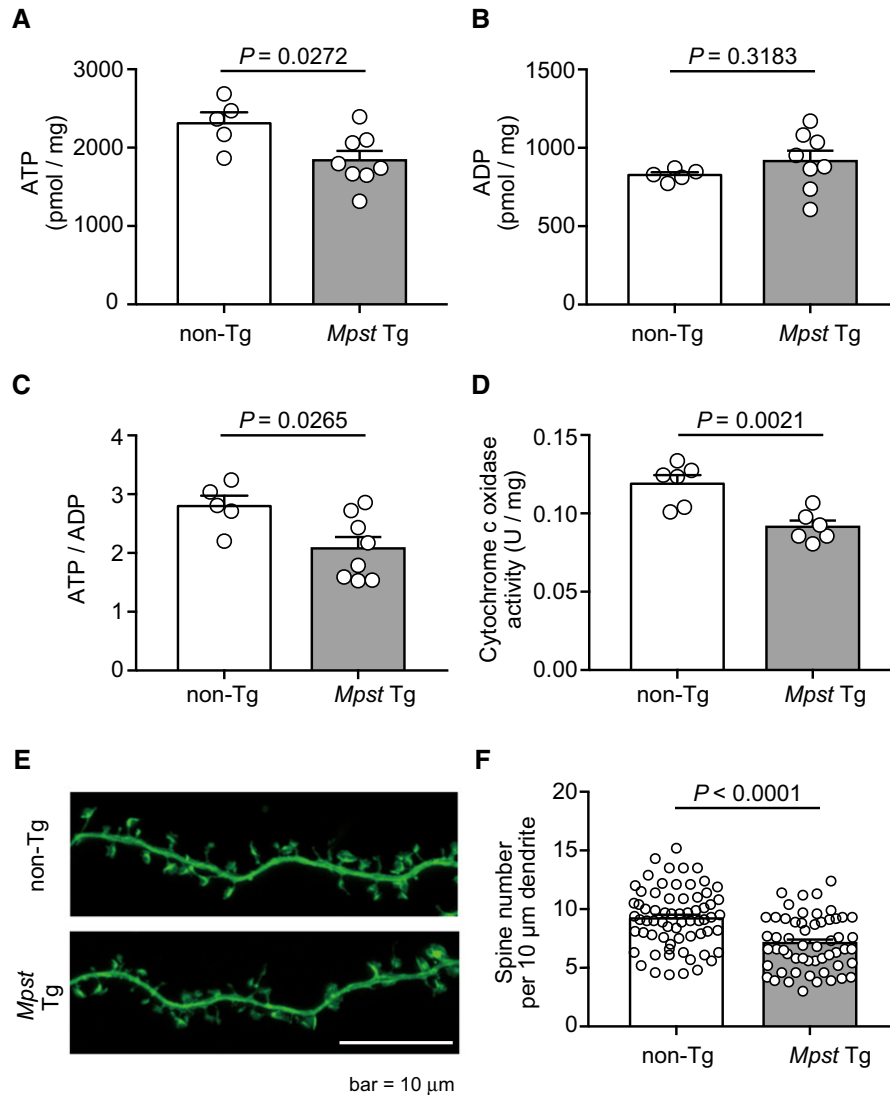 A
P = 0.0272
3000
2000
1000
0
ATP
(pmol / mg)
non-Tg
Mpst Tg
B
P = 0.3183
1500
1000
500
0
ADP
(pmol / mg)
non-Tg
Mpst Tg
C
P = 0.0265
4
3
2
1
0
ATP / ADP
non-Tg
Mpst Tg
D
P = 0.0021
0.15
0.10
0.05
0.00
Cytochrome c oxidase
activity (U / mg)
non-Tg
Mpst Tg
E
non-Tg
Mpst
Tg
bar = 10 μm
F
P < 0.0001
20
15
10
5
0
Spine number
per 10 μm dendrite
non-Tg
Mpst Tg